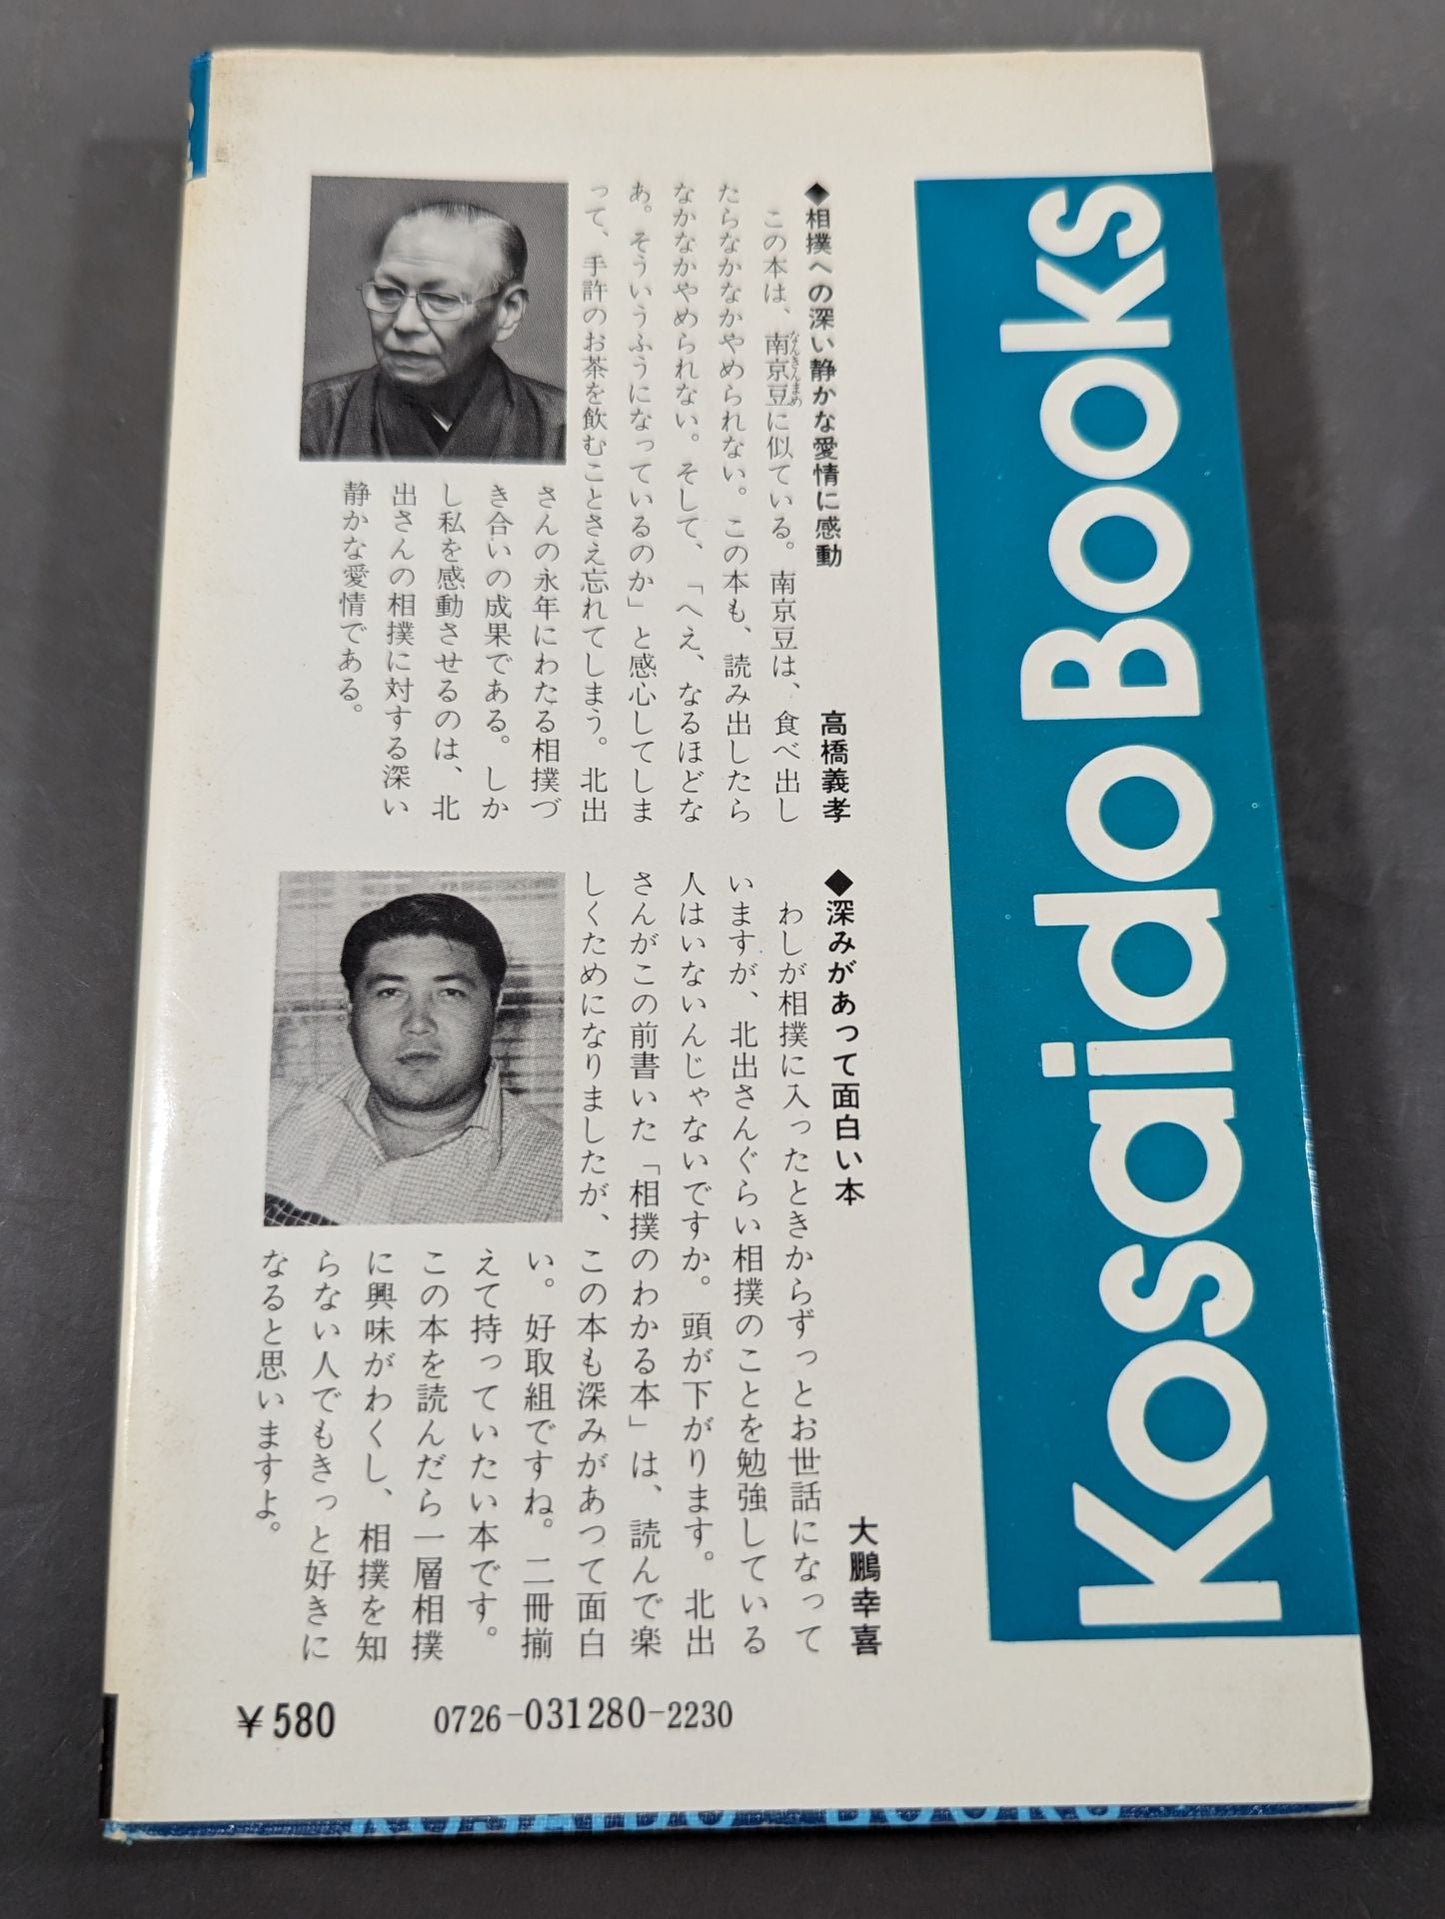 Kosaido Books
◆相撲への深い静かな愛情に感動
高橋義孝
この本は、南京豆に似ている。南京豆は、食べ出し
なんきんまめ
たらなかなかやめられない。この本も、読み出したら
なかなかやめられない。そして、「へえ、なるほどな
あ。そういうふうになっているのか」と感心してしま
って、手許のお茶を飲むことさえ忘れてしまう。北出
さんの永年にわたる相撲づ
き合いの成果である。しか
し私を感動させるのは、北
出さんの相撲に対する深い
静かな愛情である。
◆深みがあって面白い本
大鵬幸喜
わしが相撲に入ったときからずっとお世話になって
いますが、北出さんぐらい相撲のことを勉強している
人はいないんじゃないですか。頭が下がります。北出
さんがこの前書いた「相撲のわかる本」は、読んで楽
しくためになりましたが、この本も深みがあって面白
い。好取組ですね。二冊揃
えて持っていたい本です。
この本を読んだら一層相撲
に興味がわくし、相撲を知
らない人でもきっと好きに
なると思いますよ。
¥580
0726-031280-2230